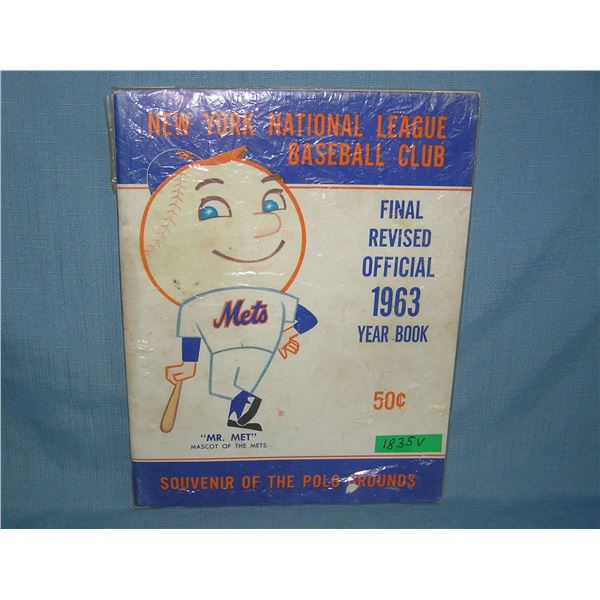 NEW YORK NATIONAL LEAGUE
BASEBALL CLUB
FINAL
REVISED
OFFICIAL
1963
YEAR BOOK
Mets
50¢
"MR. MET"
MASCOT OF THE METS
1835V
SOUVENIR OF THE POLO GROUNDS